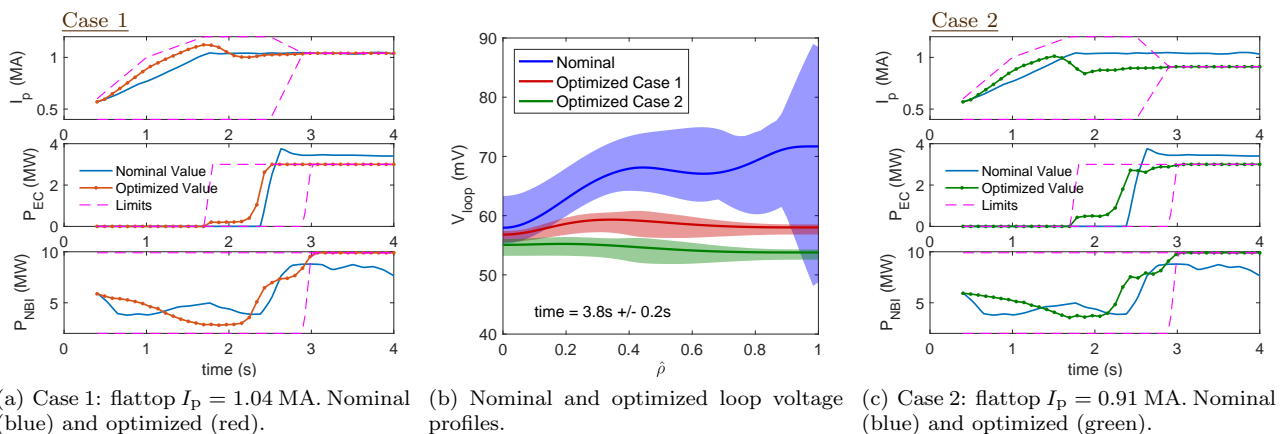 Case 1
I_p (MA)
1
0.5
0 1 2 3 4
P_EC (MW)
4
2
0
Nominal Value
Optimized Value
Limits
0 1 2 3 4
P_NBI (MW)
10
5
0 1 2 3 4
time (s)
90
80
70
60
50
40
V_loop (mV)
Nominal
Optimized Case 1
Optimized Case 2
time = 3.8s +/- 0.2s
0 0.2 0.4 0.6 0.8 1
ρ̂
Case 2
I_p (MA)
1
0.5
0 1 2 3 4
P_EC (MW)
4
2
0
Nominal Value
Optimized Value
Limits
0 1 2 3 4
P_NBI (MW)
10
5
0 1 2 3 4
time (s)
(a) Case 1: flattop I_p = 1.04 MA. Nominal
(blue) and optimized (red).
(b) Nominal and optimized loop voltage
profiles.
(c) Case 2: flattop I_p = 0.91 MA. Nominal
(blue) and optimized (green).